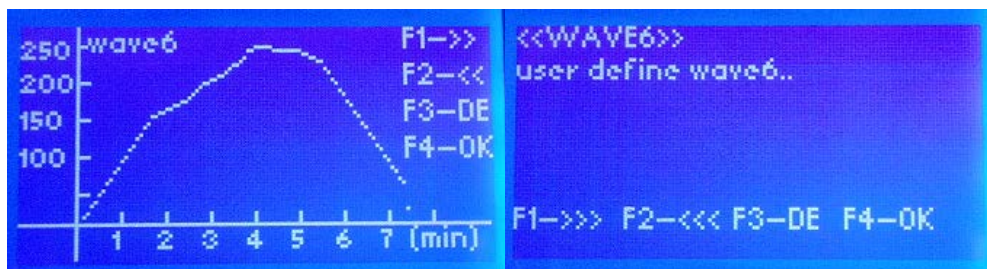 wave6
F1–>>
250
F2–<<
200
F3–DE
150
F4–OK
100
1 2 3 4 5 6 7 (min)
<<WAVE6>>
user define wave6..
F1–>>> F2–<<< F3–DE F4–OK